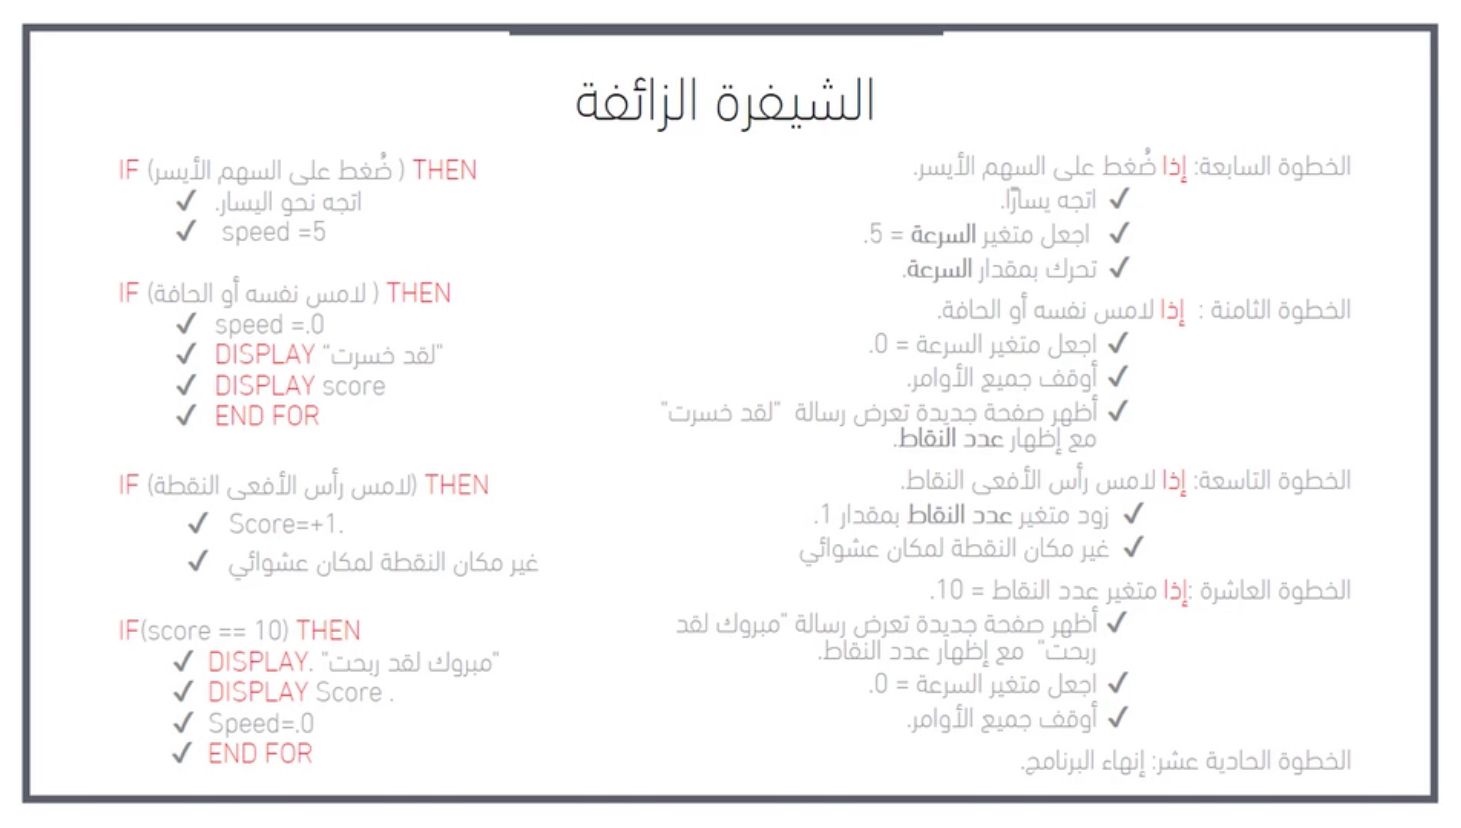 الشيفرة الزائفة
الخطوة السابعة: إذا ضُغط على السهم الأيسر.
✓ اتجه يسارًا.
✓ اجعل متغير السرعة = 5.
✓ تحرك بمقدار السرعة.
الخطوة الثامنة : إذا لامس نفسه أو الحافة.
✓ اجعل متغير السرعة = 0.
✓ أوقف جميع الأوامر.
✓ أظهر صفحة جديدة تعرض رسالة "لقد خسرت"
مع إظهار عدد النقاط.
الخطوة التاسعة: إذا لامس رأس الأفعى النقاط.
✓ زود متغير عدد النقاط بمقدار 1.
✓ غير مكان النقطة لمكان عشوائي
الخطوة العاشرة :إذا متغير عدد النقاط = 10.
✓ أظهر صفحة جديدة تعرض رسالة "مبروك لقد
ربحت" مع إظهار عدد النقاط.
✓ اجعل متغير السرعة = 0.
✓ أوقف جميع الأوامر.
الخطوة الحادية عشر: إنهاء البرنامج.
IF (ضُغط على السهم الأيسر ) THEN
✓ اتجه نحو اليسار.
✓ speed =5
IF (لامس نفسه أو الحافة ) THEN
✓ speed =.0
✓ DISPLAY "لقد خسرت"
✓ DISPLAY score
✓ END FOR
IF (لامس رأس الأفعى النقطة) THEN
✓ Score=+1.
✓ غير مكان النقطة لمكان عشوائي
IF(score == 10) THEN
✓ DISPLAY. "مبروك لقد ربحت"
✓ DISPLAY Score .
✓ Speed=.0
✓ END FOR